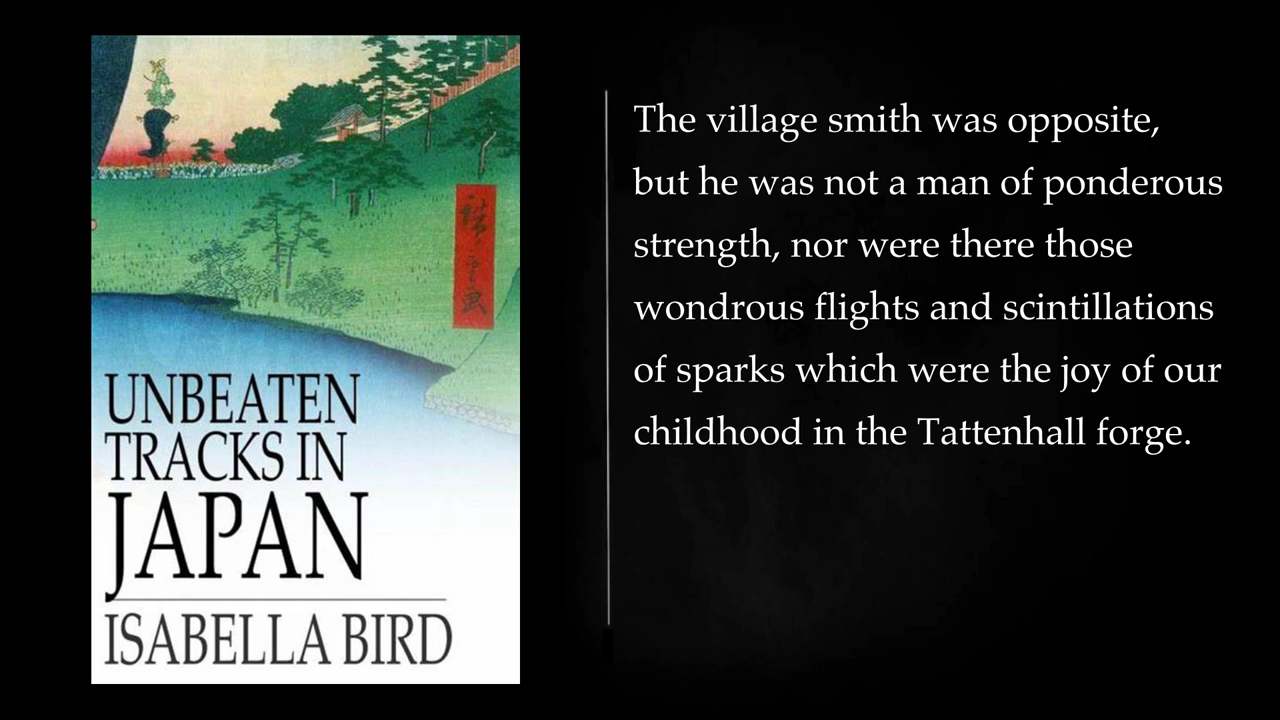 UNBEATEN
TRACKS IN
JAPAN
ISABELLA BIRD
The village smith was opposite,
but he was not a man of ponderous
strength, nor were there those
wondrous flights and scintillations
of sparks which were the joy of our
childhood in the Tattenhall forge.